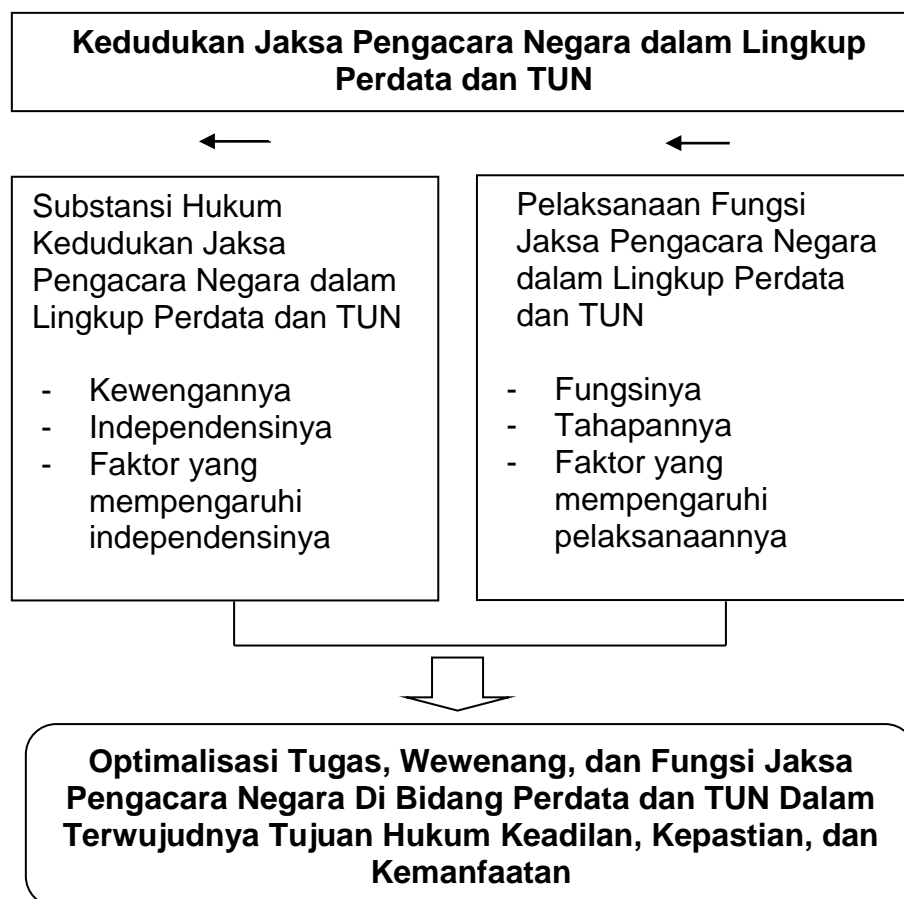 Kedudukan Jaksa Pengacara Negara dalam Lingkup
Perdata dan TUN
Substansi Hukum
Kedudukan Jaksa
Pengacara Negara dalam
Lingkup Perdata dan TUN
- Kewengannya
- Independensinya
- Faktor yang
mempengaruhi
independensinya
Pelaksanaan Fungsi
Jaksa Pengacara Negara
dalam Lingkup Perdata
dan TUN
- Fungsinya
- Tahapannya
- Faktor yang
mempengaruhi
pelaksanaannya
Optimalisasi Tugas, Wewenang, dan Fungsi Jaksa
Pengacara Negara Di Bidang Perdata dan TUN Dalam
Terwujudnya Tujuan Hukum Keadilan, Kepastian, dan
Kemanfaatan